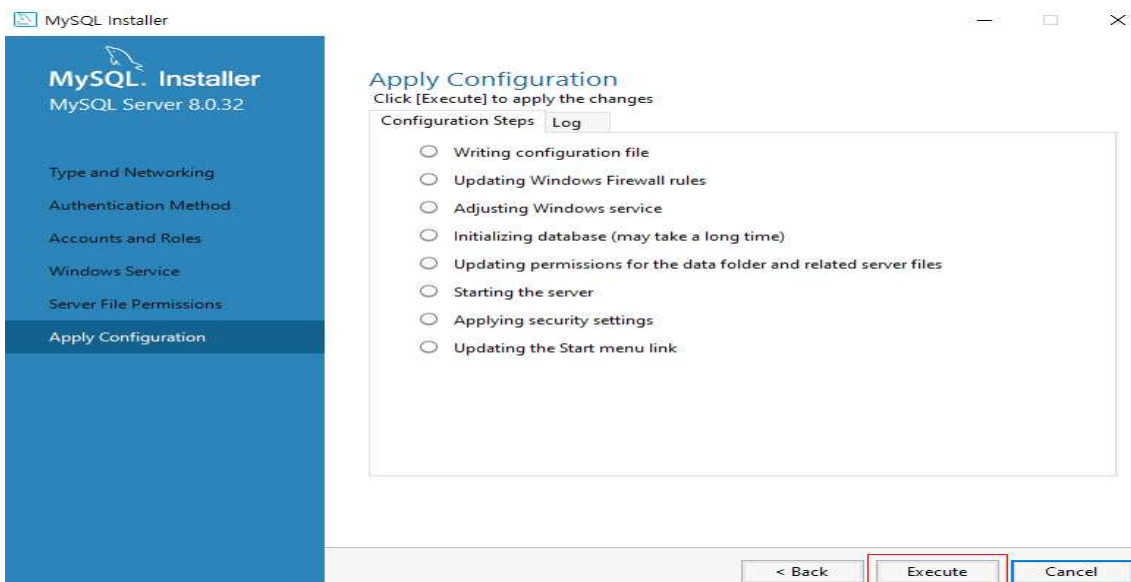 MySQL Installer
MySQL. Installer
MySQL Server 8.0.32
Type and Networking
Authentication Method
Accounts and Roles
Windows Service
Server File Permissions
Apply Configuration
Apply Configuration
Click [Execute] to apply the changes
Configuration Steps Log
Writing configuration file
Updating Windows Firewall rules
Adjusting Windows service
Initializing database (may take a long time)
Updating permissions for the data folder and related server files
Starting the server
Applying security settings
Updating the Start menu link
< Back Execute Cancel